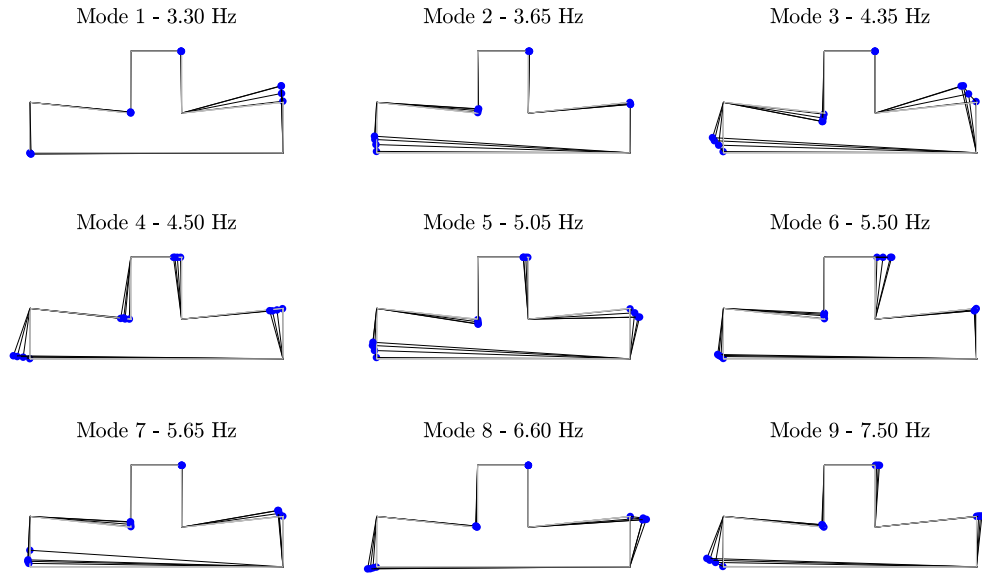 Mode 1 - 3.30 Hz
Mode 2 - 3.65 Hz
Mode 3 - 4.35 Hz
Mode 4 - 4.50 Hz
Mode 5 - 5.05 Hz
Mode 6 - 5.50 Hz
Mode 7 - 5.65 Hz
Mode 8 - 6.60 Hz
Mode 9 - 7.50 Hz